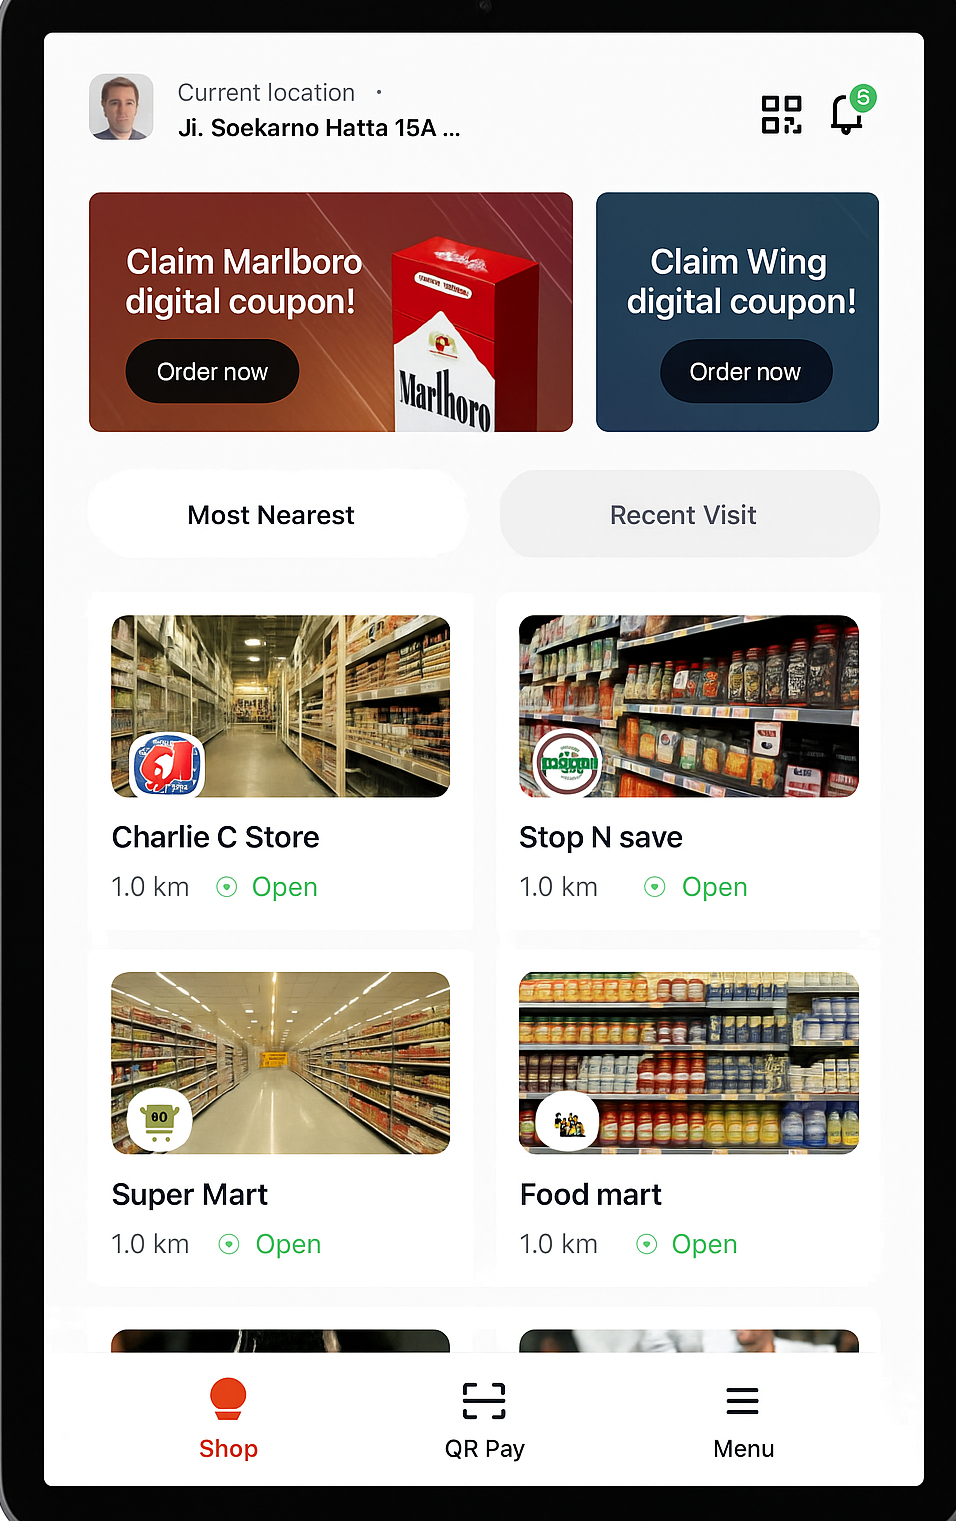 Current location
Ji. Soekarno Hatta 15A ...
5
Claim Marlboro
digital coupon!
Order now
Marlboro
Claim Wing
digital coupon!
Order now
Most Nearest
Recent Visit
Charlie C Store
1.0 km Open
Stop N save
1.0 km Open
Super Mart
1.0 km Open
Food mart
1.0 km Open
Shop
QR Pay
Menu